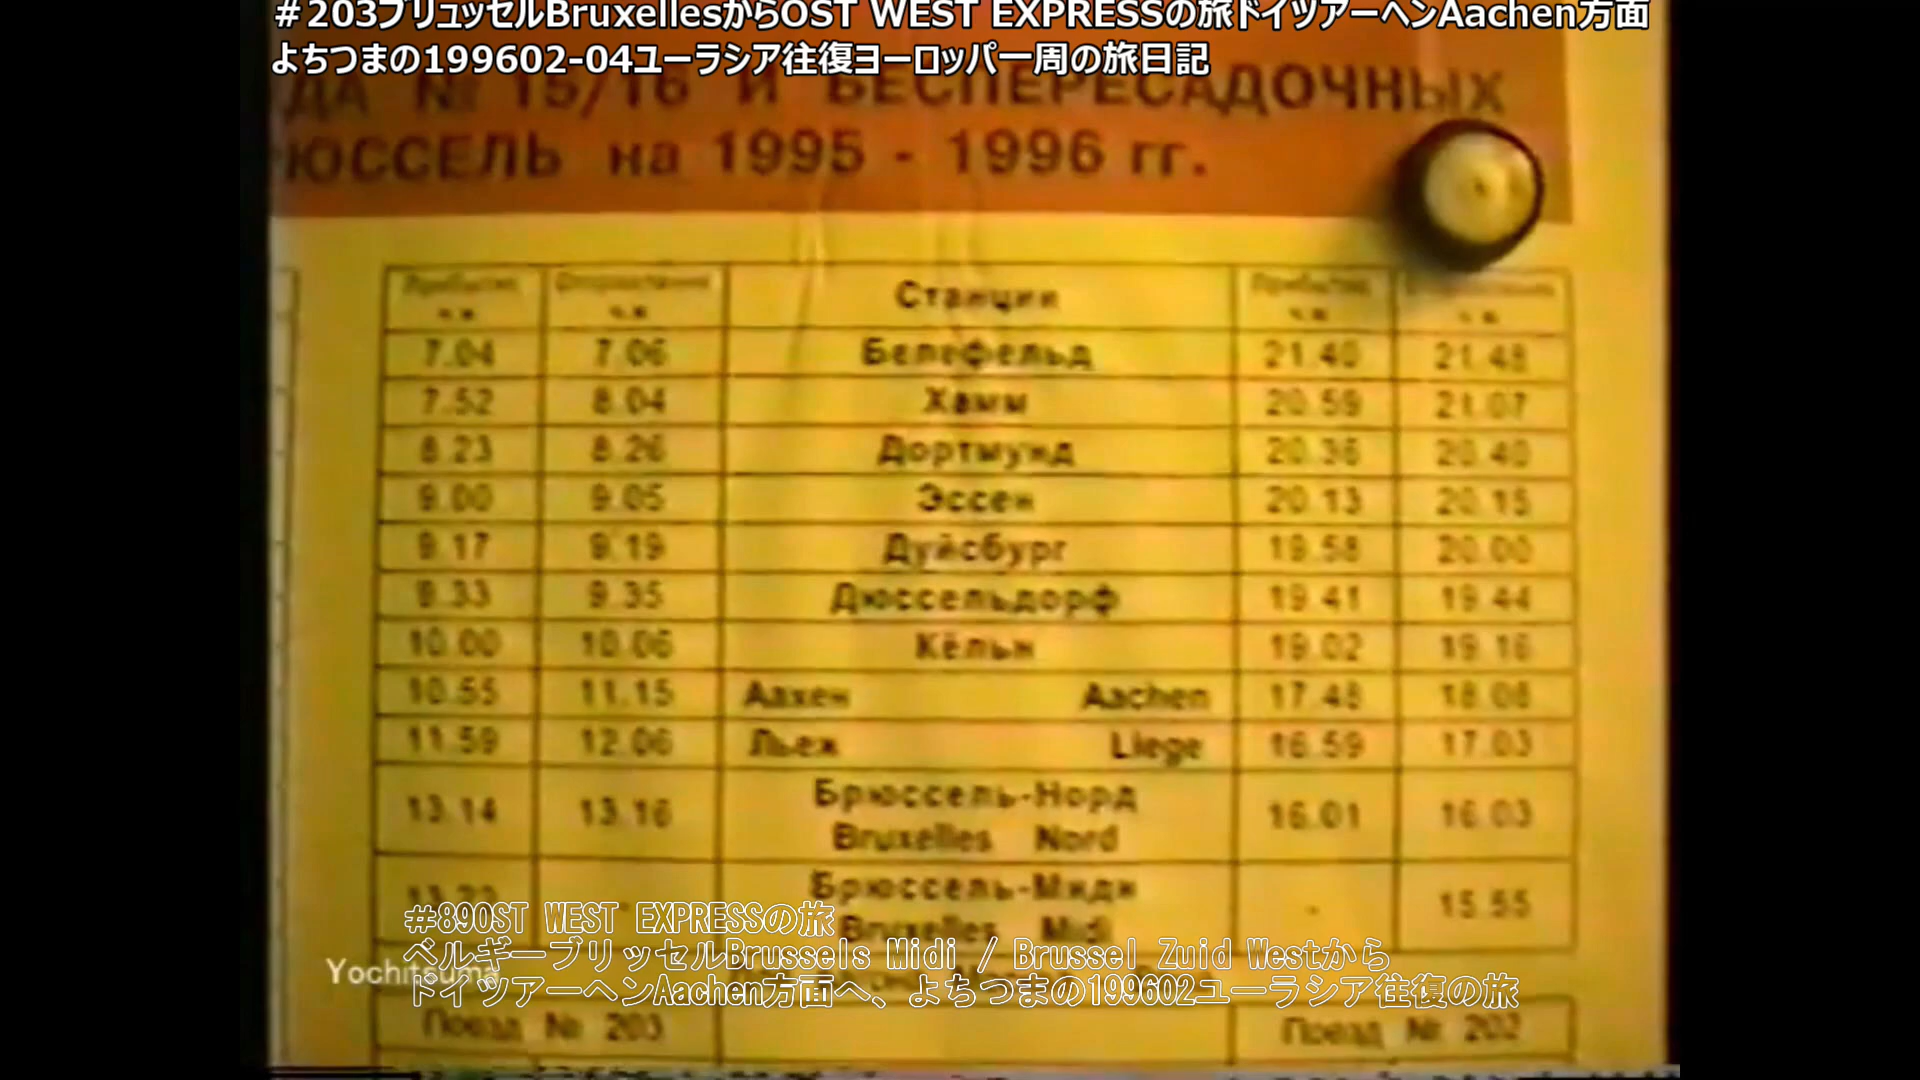 #203ブリュッセルBruxellesからOST WEST EXPRESSの旅ドイツアーヘンAachen方面
よちつまの199602-04ユーラシア往復ヨーロッパ一周の旅日記
ДА № 15/16 И БЕСПЕРЕСАДОЧНЫХ
РЮССЕЛЬ на 1995 - 1996 гг.
Прибытие ч.м. Отправление ч.м. Станции Прибытие ч.м. ч.м.
7.04 7.06 Белефельд 21.40 21.48
7.52 8.04 Хамм 20.59 21.07
8.23 8.26 Дортмунд 20.36 20.40
9.00 9.05 Эссен 20.13 20.15
9.17 9.19 Дуйсбург 19.58 20.00
9.33 9.35 Дюссельдорф 19.41 19.44
10.00 10.06 Кёльн 19.02 19.16
10.55 11.15 Аахен Aachen 17.48 18.08
11.59 12.06 Льеж Liege 16.59 17.03
13.14 13.16 Брюссель-Норд 16.01 16.03
Bruxelles Nord
Брюссель-Миди - 15.55
Bruxelles Midi
#89OST WEST EXPRESSの旅
ベルギーブリッセルBrussels Midi / Brussel Zuid Westから
ドイツアーヘンAachen方面へ、よちつまの199602ユーラシア往復の旅
Yochitsuma
Поезд № 203 Поезд № 202